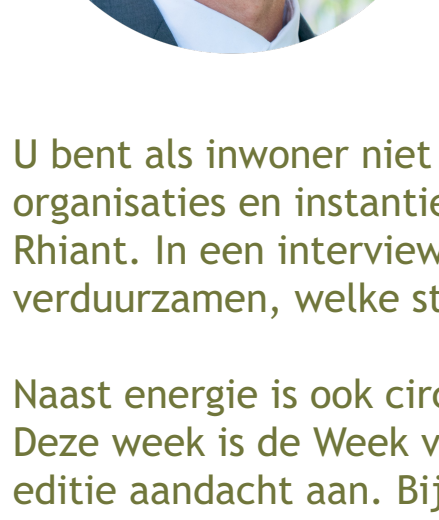 U bent als inwoner niet
organisaties en instantie
Rhiant. In een interview
verduurzamen, welke st
Naast energie is ook circ
Deze week is de Week v
editie aandacht aan. Bij